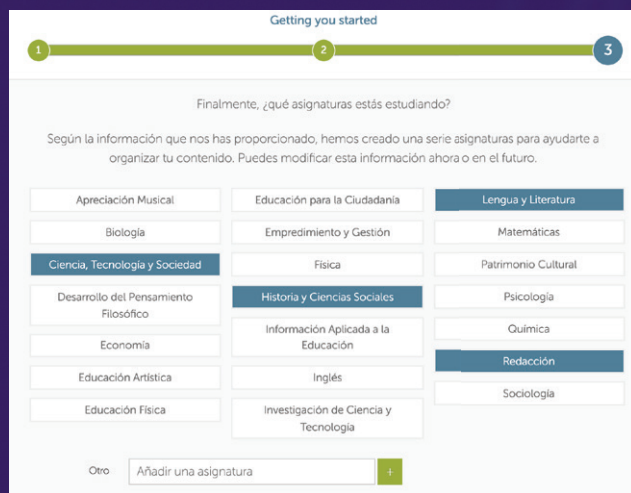 Getting you started
1
2
3
Finalmente, ¿qué asignaturas estás estudiando?
Según la información que nos has proporcionado, hemos creado una serie asignaturas para ayudarte a
organizar tu contenido. Puedes modificar esta información ahora o en el futuro.
Apreciación Musical
Biología
Ciencia, Tecnología y Sociedad
Desarrollo del Pensamiento
Filosófico
Economía
Educación Artística
Educación Física
Educación para la Ciudadanía
Empredimiento y Gestión
Física
Historia y Ciencias Sociales
Información Aplicada a la
Educación
Inglés
Investigación de Ciencia y
Tecnología
Lengua y Literatura
Matemáticas
Patrimonio Cultural
Psicología
Química
Redacción
Sociología
Otro
Añadir una asignatura
+